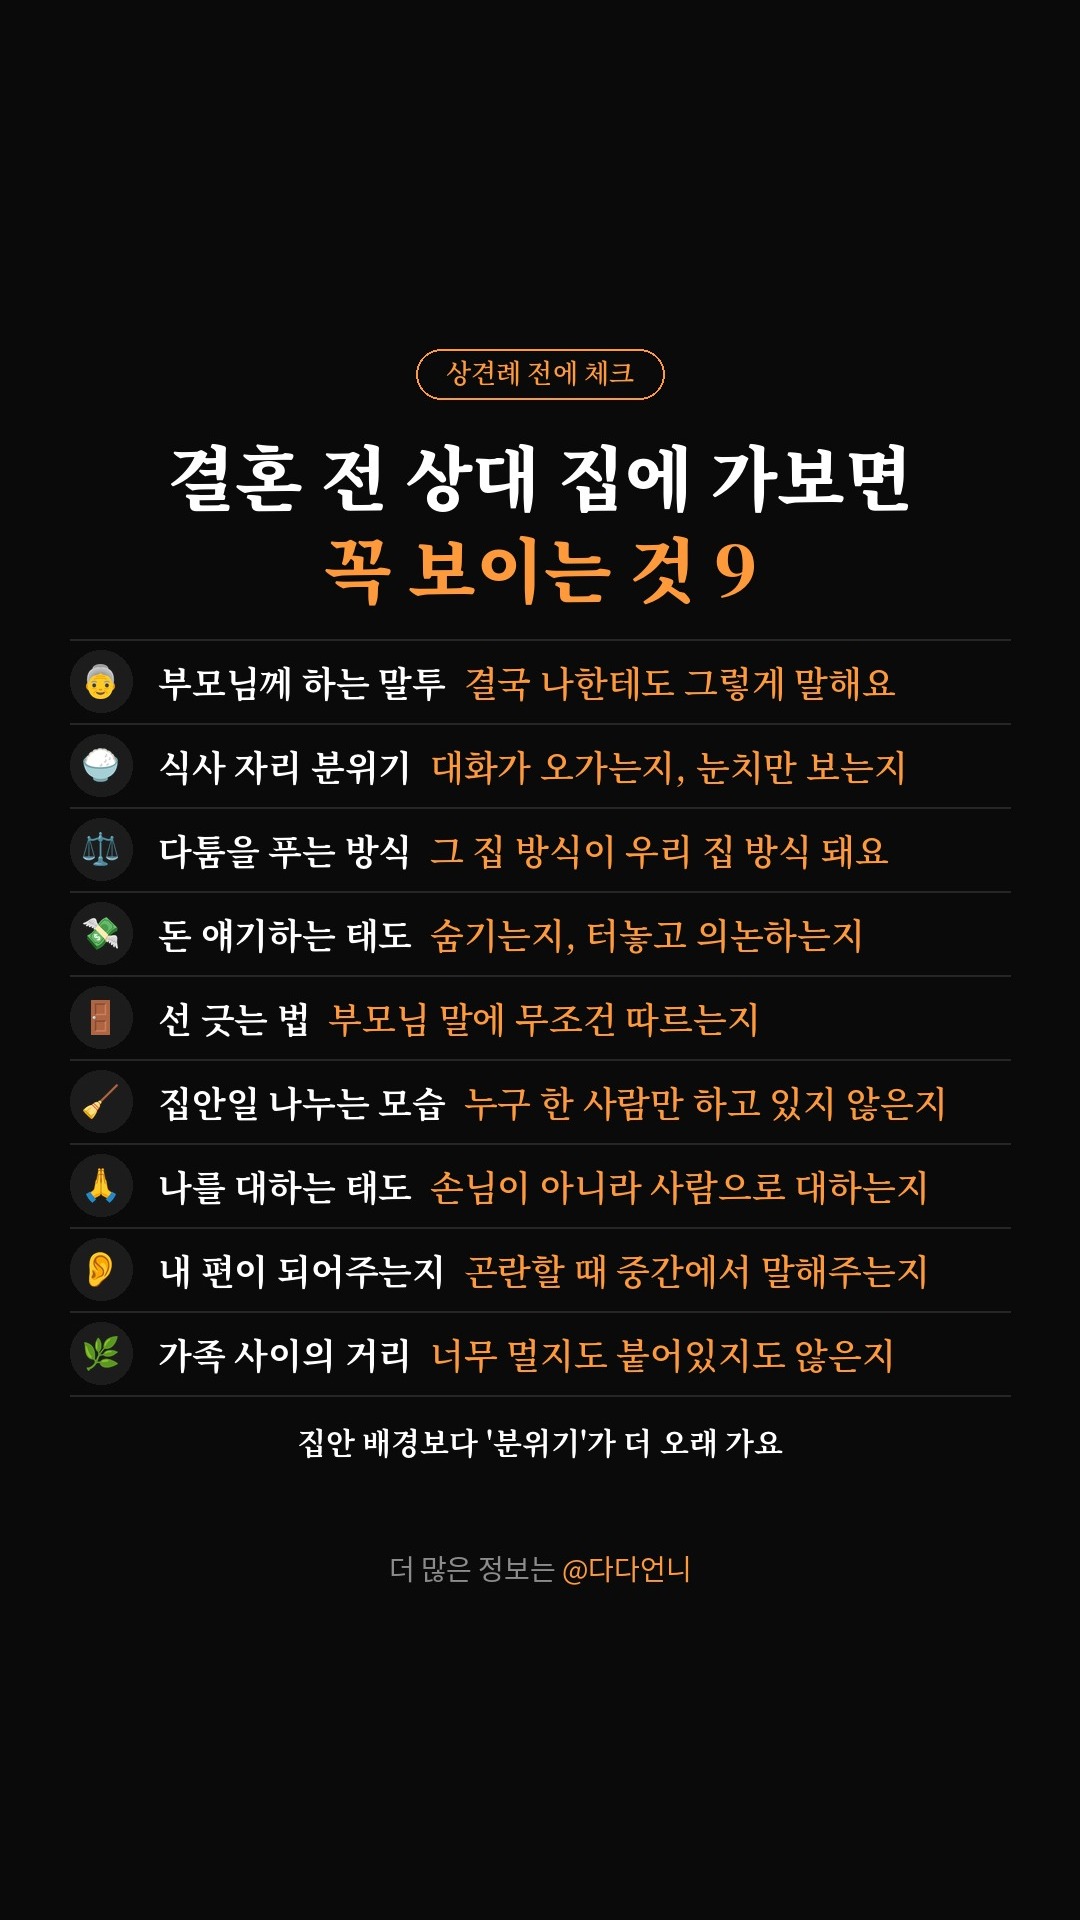 상견례 전에 체크
결혼 전 상대 집에 가보면
꼭 보이는 것 9
부모님께 하는 말투 결국 나한테도 그렇게 말해요
식사 자리 분위기 대화가 오가는지, 눈치만 보는지
다툼을 푸는 방식 그 집 방식이 우리 집 방식 돼요
돈 얘기하는 태도 숨기는지, 터놓고 의논하는지
선 긋는 법 부모님 말에 무조건 따르는지
집안일 나누는 모습 누구 한 사람만 하고 있지 않은지
나를 대하는 태도 손님이 아니라 사람으로 대하는지
내 편이 되어주는지 곤란할 때 중간에서 말해주는지
가족 사이의 거리 너무 멀지도 붙어있지도 않은지
집안 배경보다 '분위기'가 더 오래 가요
더 많은 정보는 @다다언니